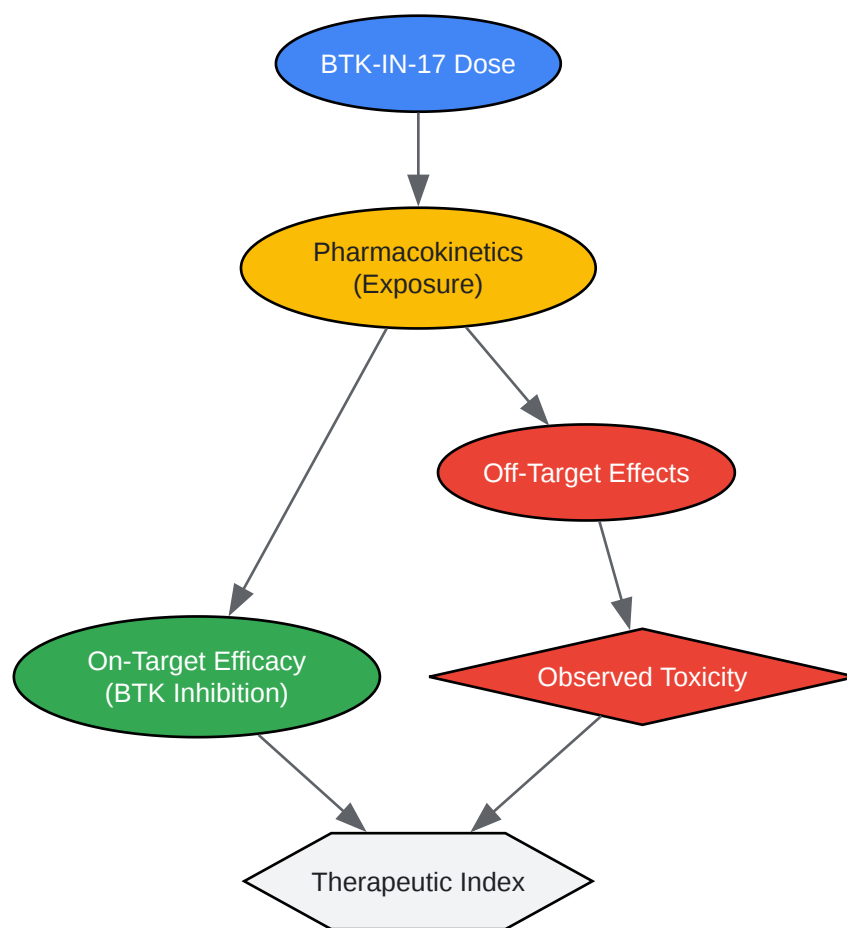 BTK-IN-17 Dose
Pharmacokinetics
(Exposure)
Off-Target Effects
On-Target Efficacy
(BTK Inhibition)
Observed Toxicity
Therapeutic Index